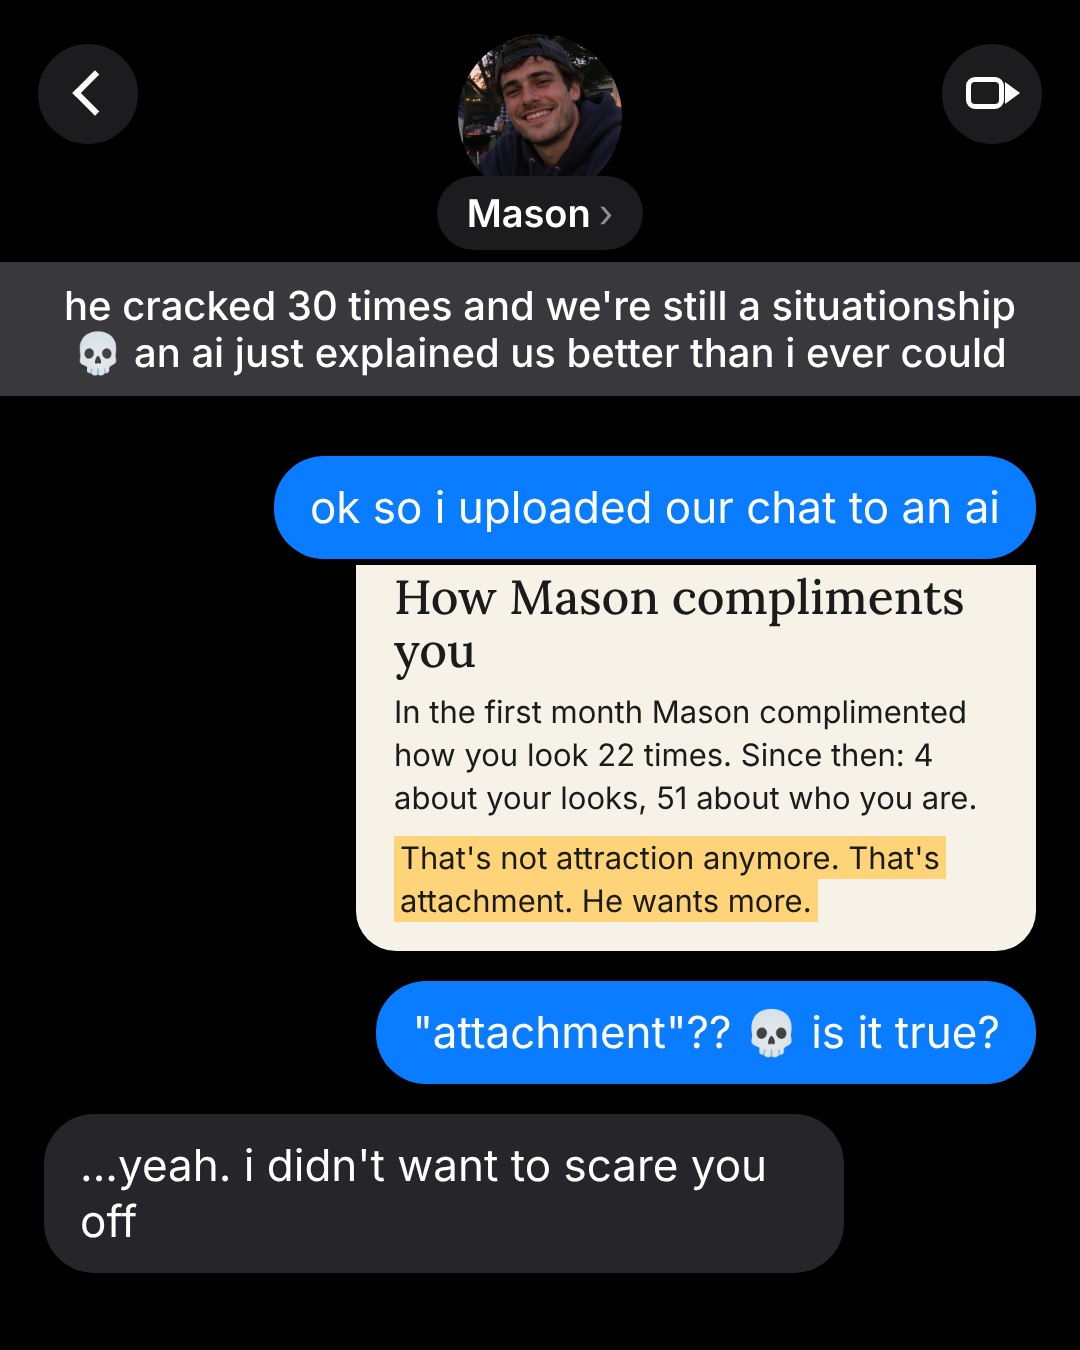 Mason ›
he cracked 30 times and we're still a situationship
💀 an ai just explained us better than i ever could
ok so i uploaded our chat to an ai
How Mason compliments
you
In the first month Mason complimented
how you look 22 times. Since then: 4
about your looks, 51 about who you are.
That's not attraction anymore. That's
attachment. He wants more.
"attachment"?? 💀 is it true?
...yeah. i didn't want to scare you
off